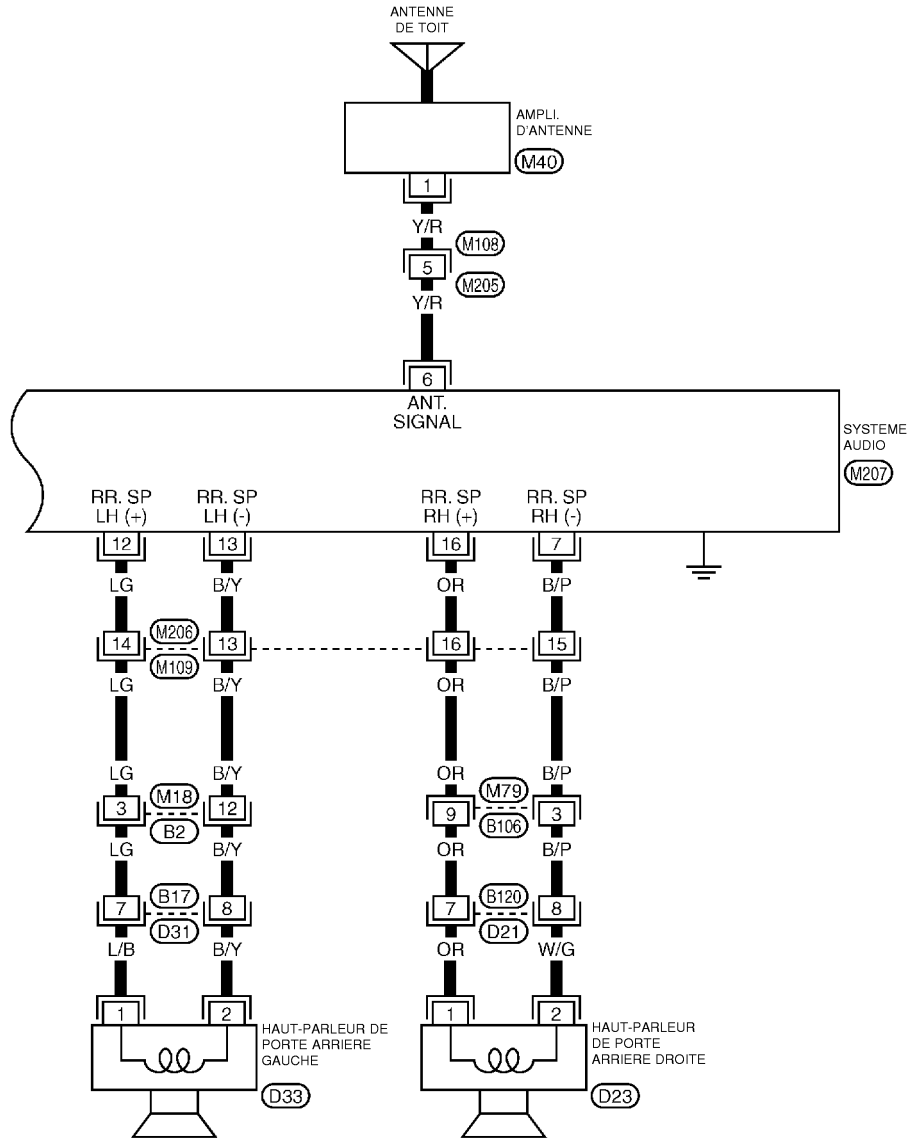 ANTENNE
DE TOIT
AMPLI.
D'ANTENNE
M40
1
Y/R
M108
5
M205
Y/R
6
ANT.
SIGNAL
SYSTEME
AUDIO
M207
RR. SP RR. SP RR. SP RR. SP
LH (+) LH (-) RH (+) RH (-)
12 13 16 7
LG B/Y OR B/P
14 M206 13 16 15
M109
LG B/Y OR B/P
LG B/Y OR B/P
3 M18 12 9 M79 3
B2 B106
LG B/Y OR B/P
7 B17 8 7 B120 8
D31 D21
L/B B/Y OR W/G
1 2 1 2
HAUT-PARLEUR DE
PORTE ARRIERE
GAUCHE
D33
HAUT-PARLEUR
DE PORTE
ARRIERE DROITE
D23